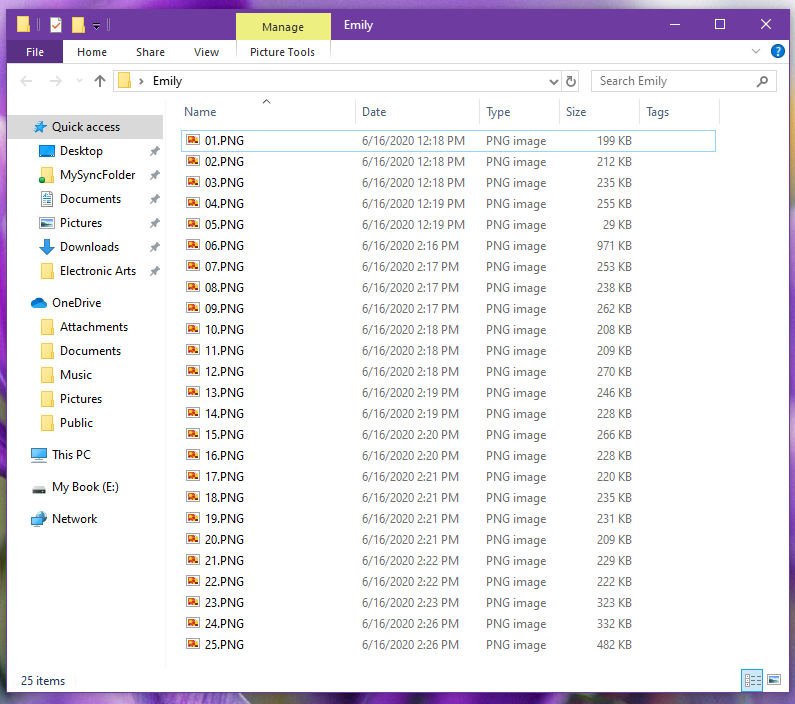 Manage Emily
File Home Share View Picture Tools
Emily Search Emily
Name Date Type Size Tags
Quick access
Desktop
MySyncFolder
Documents
Pictures
Downloads
Electronic Arts
OneDrive
Attachments
Documents
Music
Pictures
Public
This PC
My Book (E:)
Network
01.PNG 6/16/2020 12:18 PM PNG image 199 KB
02.PNG 6/16/2020 12:18 PM PNG image 212 KB
03.PNG 6/16/2020 12:18 PM PNG image 235 KB
04.PNG 6/16/2020 12:19 PM PNG image 255 KB
05.PNG 6/16/2020 12:19 PM PNG image 29 KB
06.PNG 6/16/2020 2:16 PM PNG image 971 KB
07.PNG 6/16/2020 2:17 PM PNG image 253 KB
08.PNG 6/16/2020 2:17 PM PNG image 238 KB
09.PNG 6/16/2020 2:17 PM PNG image 262 KB
10.PNG 6/16/2020 2:18 PM PNG image 208 KB
11.PNG 6/16/2020 2:18 PM PNG image 209 KB
12.PNG 6/16/2020 2:18 PM PNG image 270 KB
13.PNG 6/16/2020 2:19 PM PNG image 246 KB
14.PNG 6/16/2020 2:19 PM PNG image 228 KB
15.PNG 6/16/2020 2:20 PM PNG image 266 KB
16.PNG 6/16/2020 2:20 PM PNG image 228 KB
17.PNG 6/16/2020 2:21 PM PNG image 220 KB
18.PNG 6/16/2020 2:21 PM PNG image 235 KB
19.PNG 6/16/2020 2:21 PM PNG image 231 KB
20.PNG 6/16/2020 2:21 PM PNG image 209 KB
21.PNG 6/16/2020 2:22 PM PNG image 229 KB
22.PNG 6/16/2020 2:22 PM PNG image 222 KB
23.PNG 6/16/2020 2:23 PM PNG image 323 KB
24.PNG 6/16/2020 2:26 PM PNG image 332 KB
25.PNG 6/16/2020 2:26 PM PNG image 482 KB
25 items